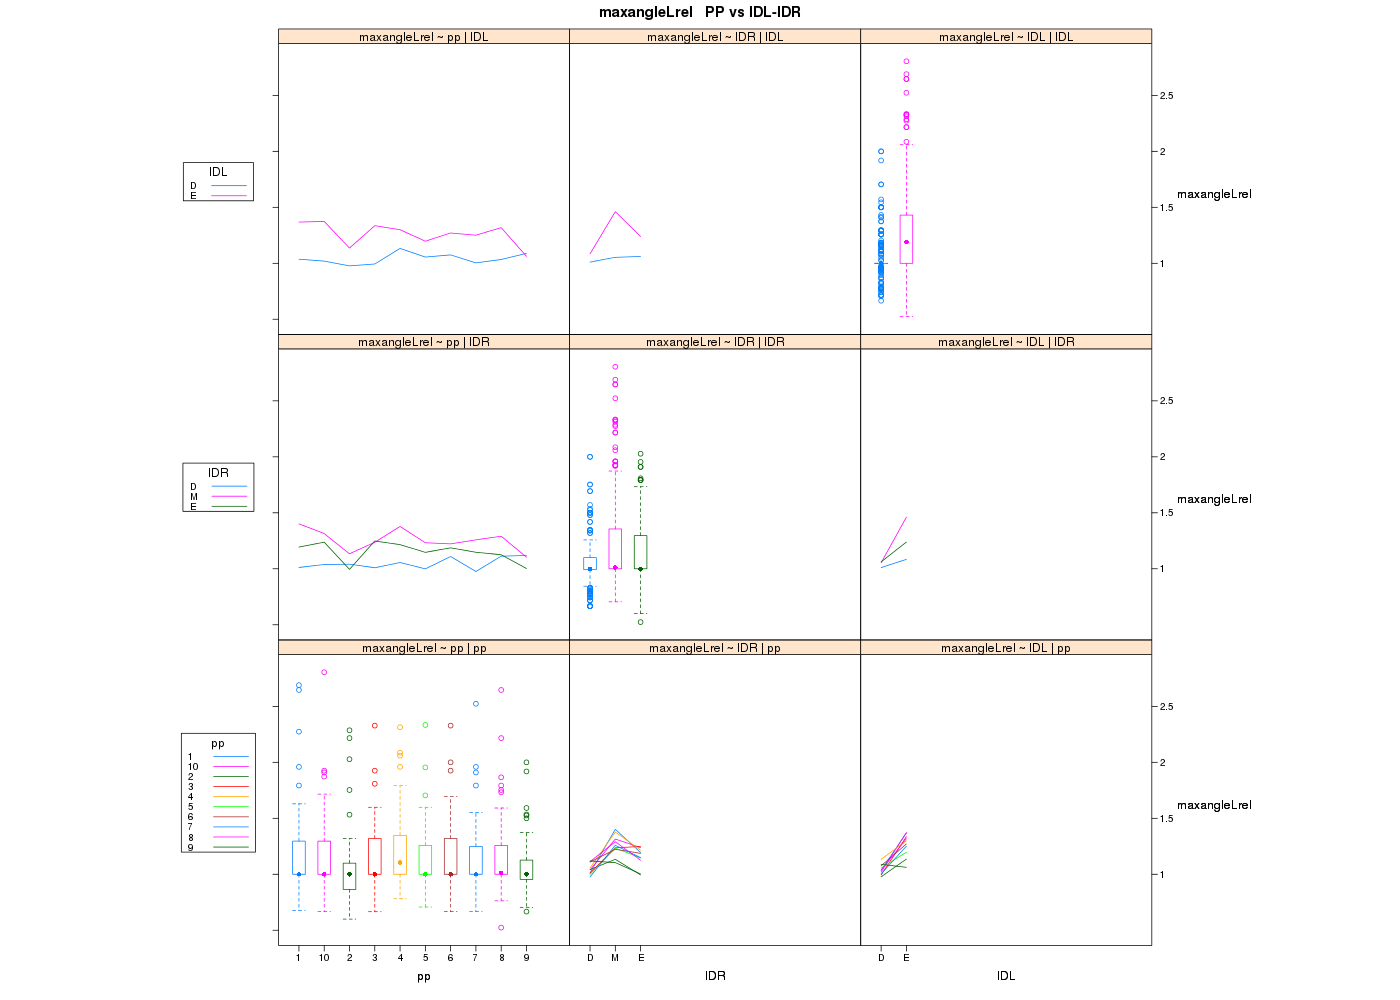 maxangleLrel PP vs IDL-IDR
maxangleLrel ~ pp | IDL
maxangleLrel ~ IDR | IDL
maxangleLrel ~ IDL | IDL
2.5
2
1.5
1
maxangleLrel
IDL
D
E
maxangleLrel ~ pp | IDR
maxangleLrel ~ IDR | IDR
maxangleLrel ~ IDL | IDR
2.5
2
1.5
1
maxangleLrel
IDR
D
M
E
maxangleLrel ~ pp | pp
maxangleLrel ~ IDR | pp
maxangleLrel ~ IDL | pp
2.5
2
1.5
1
maxangleLrel
pp
1
10
2
3
4
5
6
7
8
9
1 10 2 3 4 5 6 7 8 9
D M E
D E
pp
IDR
IDL